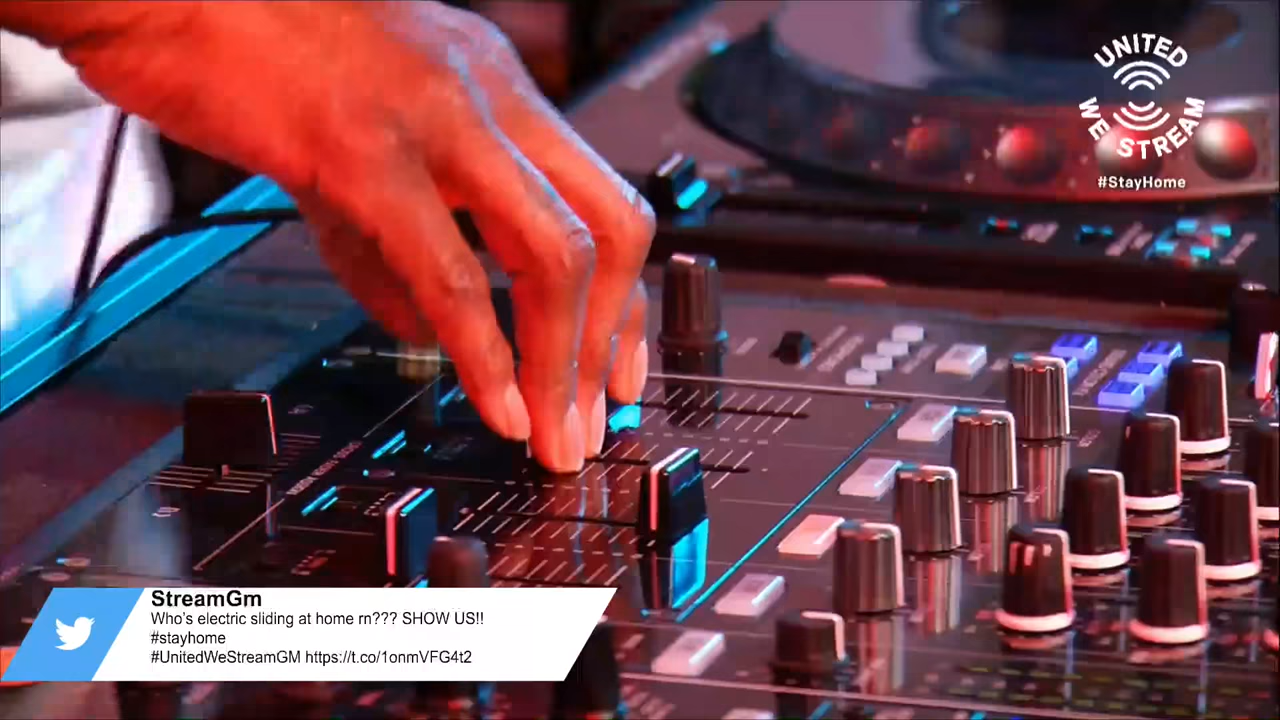 UNITED
WE STREAM
#StayHome
StreamGm
Who's electric sliding at home rn??? SHOW US!!
#stayhome
#UnitedWeStreamGM https://t.co/1onmVFG4t2